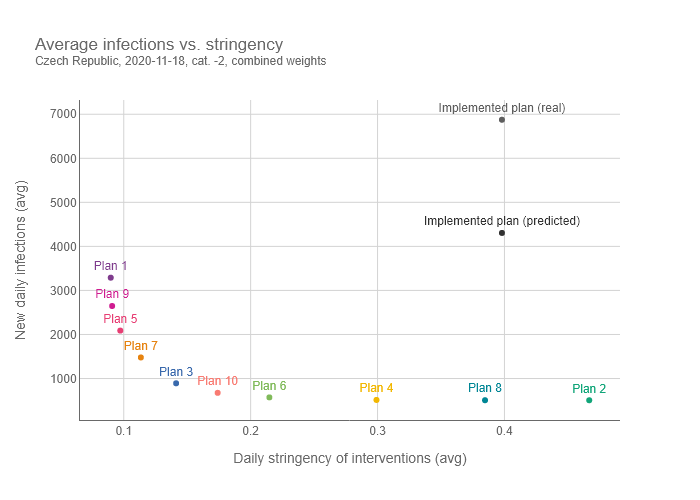 Average infections vs. stringency
Czech Republic, 2020-11-18, cat. -2, combined weights
New daily infections (avg)
7000
6000
5000
4000
3000
2000
1000
Implemented plan (real)
Implemented plan (predicted)
Plan 1
Plan 9
Plan 5
Plan 7
Plan 3
Plan 10
Plan 6
Plan 4
Plan 8
Plan 2
0.1
0.2
0.3
0.4
Daily stringency of interventions (avg)